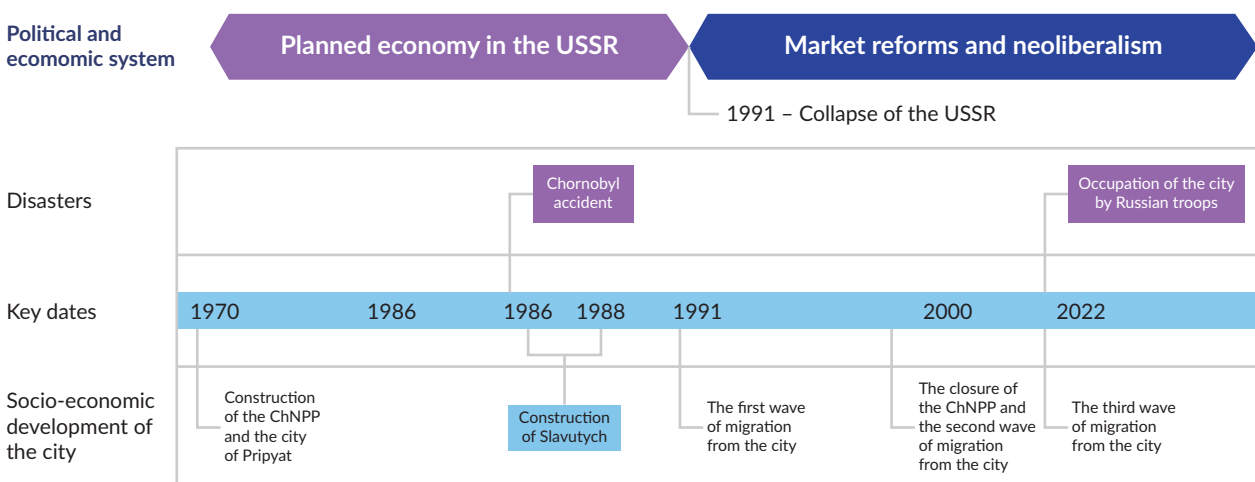 Political and
ecomomic system
Planned economy in the USSR
Market reforms and neoliberalism
1991 – Collapse of the USSR
Disasters
Chornobyl
accident
Occupation of the city
by Russian troops
Key dates
1970
1986
1986
1988
1991
2000
2022
Socio-economic
development of
the city
Construction
of the ChNPP
and the city
of Pripyat
Construction
of Slavutych
The first wave
of migration
from the city
The closure of
the ChNPP and
the second wave
of migration
from the city
The third wave
of migration
from the city